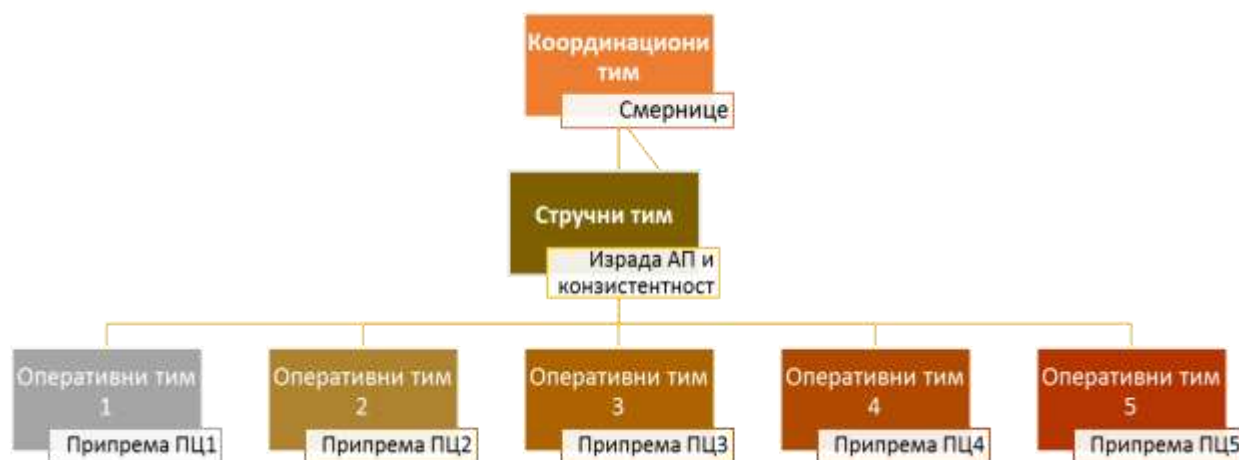 Координациони
тим
Смернице
Стручни тим
Израда АП и
конзистентност
Оперативни тим
1
Припрема ПЦ1
Оперативни тим
2
Припрема ПЦ2
Оперативни тим
3
Припрема ПЦ3
Оперативни тим
4
Припрема ПЦ4
Оперативни тим
5
Припрема ПЦ5